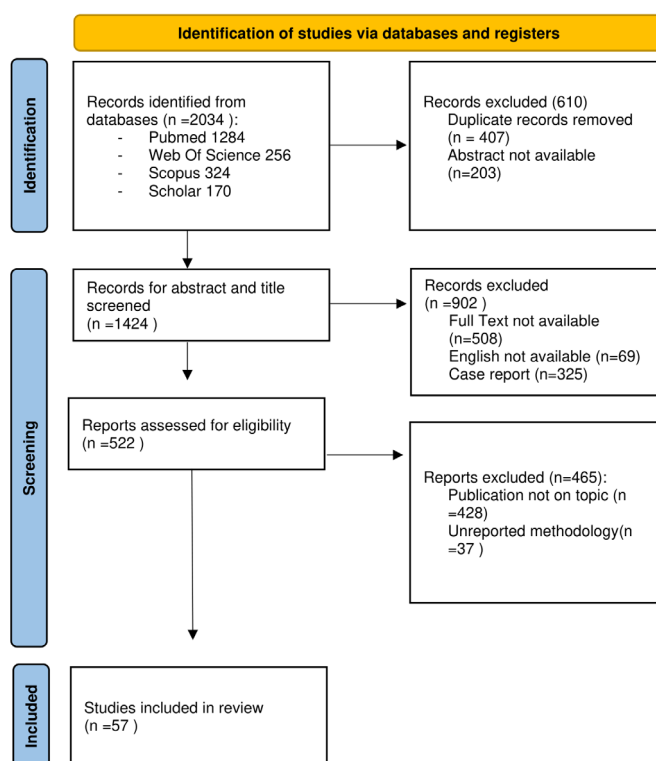 Identification of studies via databases and registers
Identification
Records identified from
databases (n =2034 ):
- Pubmed 1284
- Web Of Science 256
- Scopus 324
- Scholar 170
Records excluded (610)
Duplicate records removed
(n = 407)
Abstract not available
(n=203)
Screening
Records for abstract and title
screened
(n =1424 )
Records excluded
(n =902 )
Full Text not available
(n=508)
English not available (n=69)
Case report (n=325)
Reports assessed for eligibility
(n =522 )
Reports excluded (n=465):
Publication not on topic (n
=428)
Unreported methodology(n
=37 )
Included
Studies included in review
(n =57 )